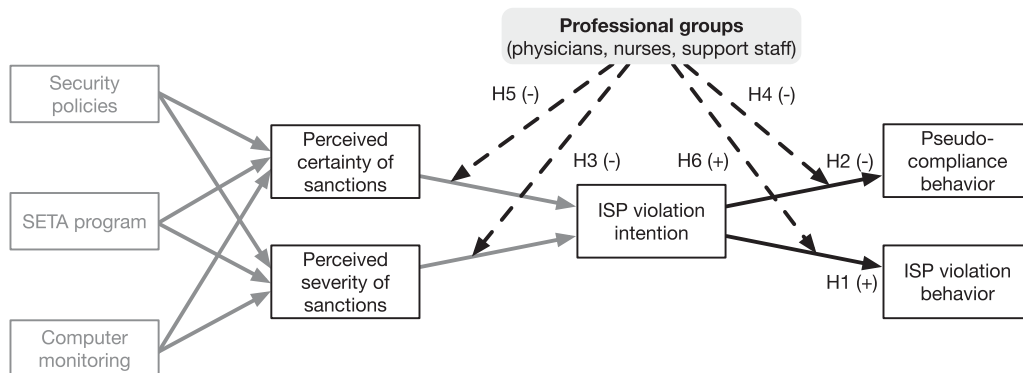 Professional groups
(physicians, nurses, support staff)
Security
policies
H5 (-)
H4 (-)
Perceived
certainty of
sanctions
H3 (-)
H6 (+)
H2 (-)
Pseudo-
compliance
behavior
SETA program
ISP violation
intention
Perceived
severity of
sanctions
H1 (+)
ISP violation
behavior
Computer
monitoring